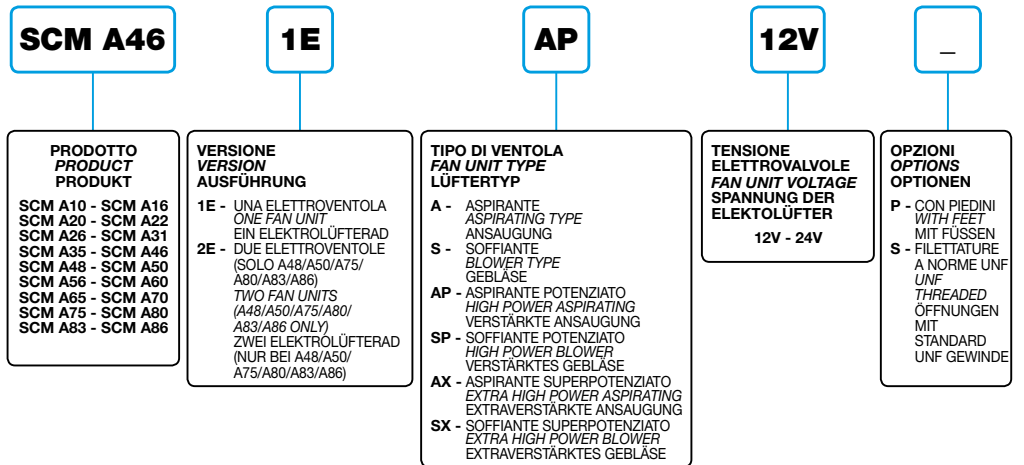 SCM A46
1E
AP
12V
_
PRODOTTO
PRODUCT
PRODUKT
SCM A10 - SCM A16
SCM A20 - SCM A22
SCM A26 - SCM A31
SCM A35 - SCM A46
SCM A48 - SCM A50
SCM A56 - SCM A60
SCM A65 - SCM A70
SCM A75 - SCM A80
SCM A83 - SCM A86
VERSIONE
VERSION
AUSFÜHRUNG
1E - UNA ELETTROVENTOLA
ONE FAN UNIT
EIN ELEKTROLÜFTERAD
2E - DUE ELETTROVENTOLE
(SOLO A48/A50/A75/
A80/A83/A86)
TWO FAN UNITS
(A48/A50/A75/A80/
A83/A86 ONLY)
ZWEI ELEKTROLÜFTERAD
(NUR BEI A48/A50/
A75/A80/A83/A86)
TIPO DI VENTOLA
FAN UNIT TYPE
LÜFTERTYP
A - ASPIRANTE
ASPIRATING TYPE
ANSAUGUNG
S - SOFFIANTE
BLOWER TYPE
GEBLÄSE
AP - ASPIRANTE POTENZIATO
HIGH POWER ASPIRATING
VERSTÄRKTE ANSAUGUNG
SP - SOFFIANTE POTENZIATO
HIGH POWER BLOWER
VERSTÄRKTES GEBLÄSE
AX - ASPIRANTE SUPERPOTENZIATO
EXTRA HIGH POWER ASPIRATING
EXTRAVERSTÄRKTE ANSAUGUNG
SX - SOFFIANTE SUPERPOTENZIATO
EXTRA HIGH POWER BLOWER
EXTRAVERSTÄRKTES GEBLÄSE
TENSIONE
ELETTROVALVOLE
FAN UNIT VOLTAGE
SPANNUNG DER
ELEKTOLÜFTER
12V - 24V
OPZIONI
OPTIONS
OPTIONEN
P - CON PIEDINI
WITH FEET
MIT FÜSSEN
S - FILETTATURE
A NORME UNF
UNF
THREADED
ÖFFNUNGEN
MIT
STANDARD
UNF GEWINDE